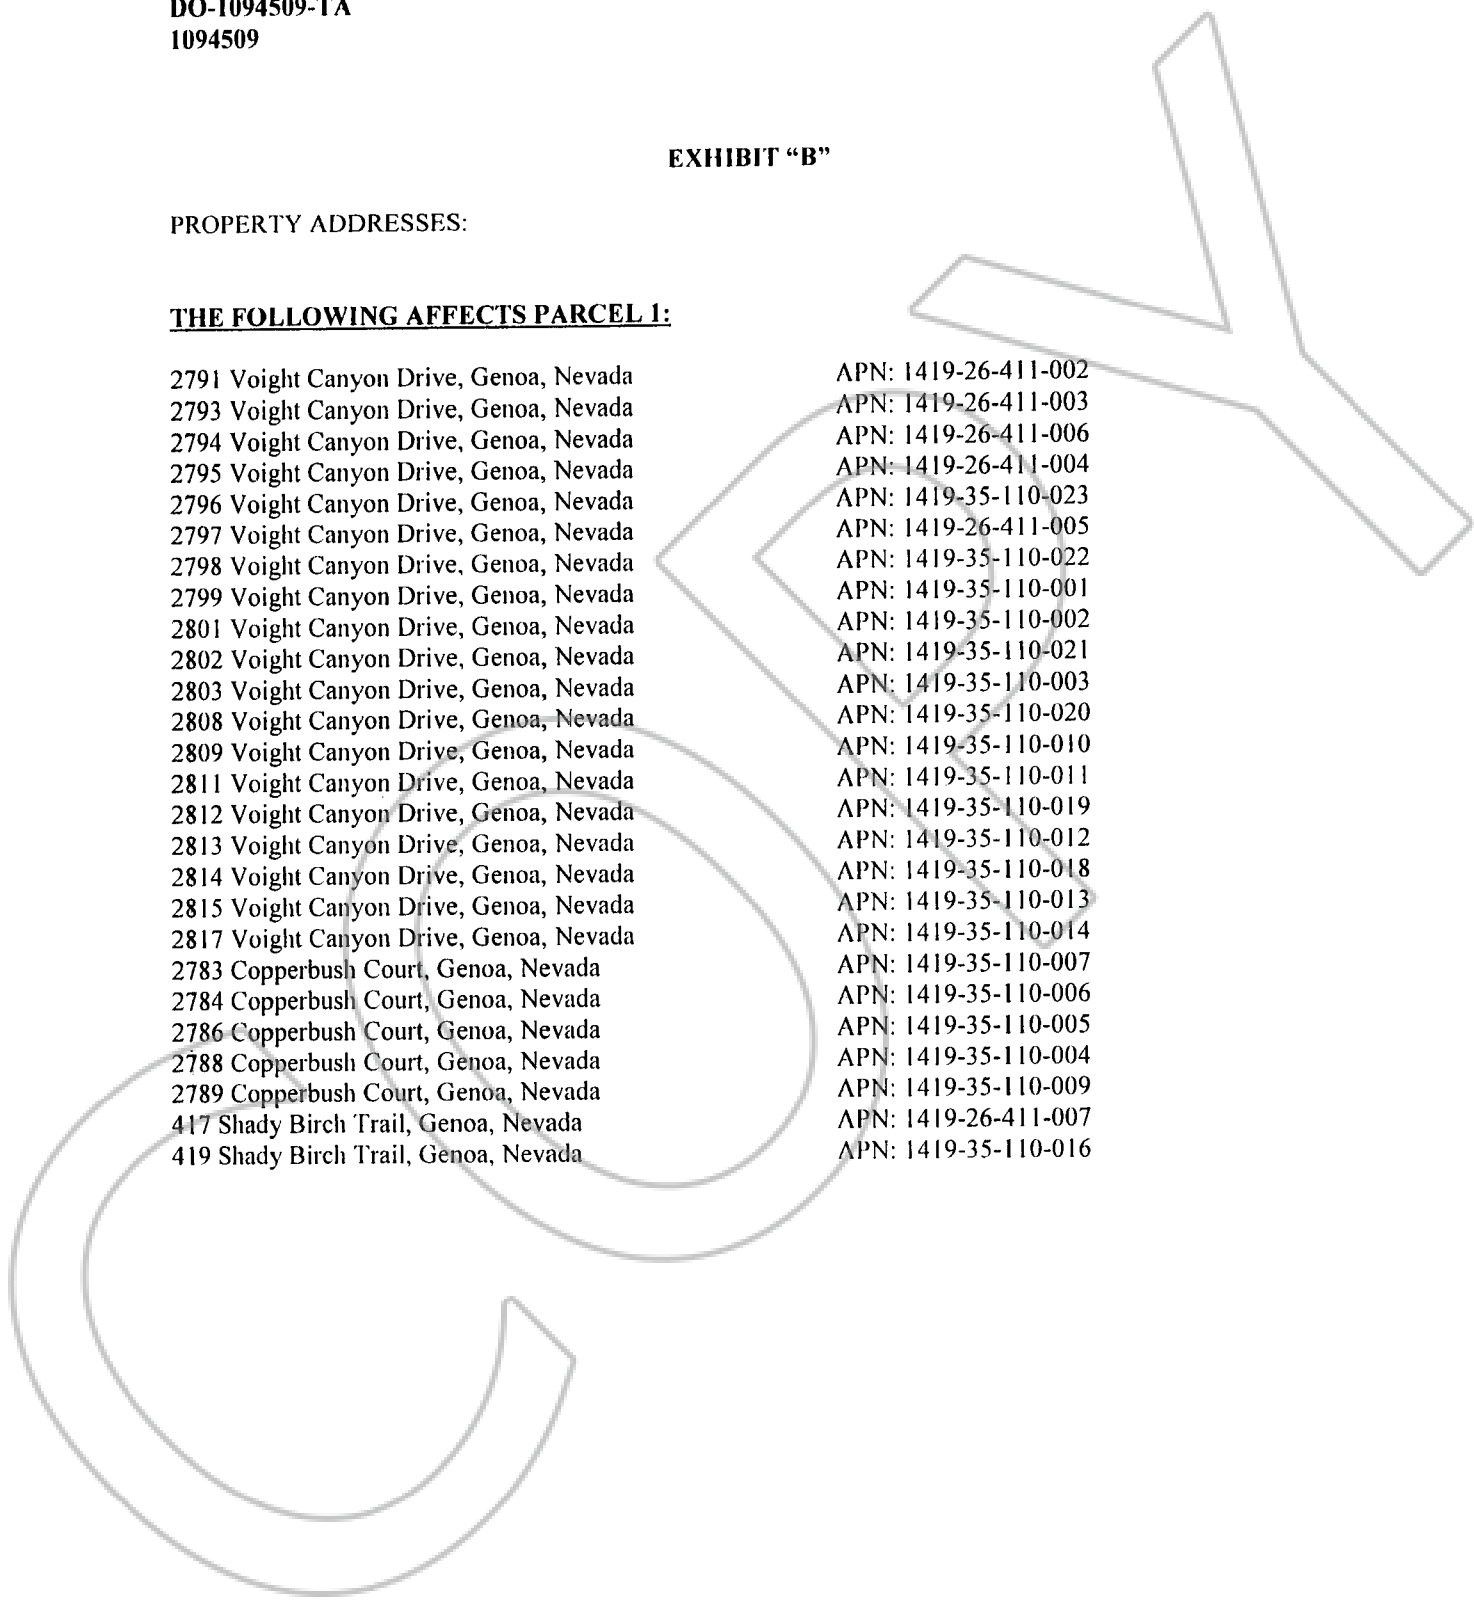 DO-1094509-TA
1094509
EXHIBIT “B”
PROPERTY ADDRESSES:
THE FOLLOWING AFFECTS PARCEL 1:
2791 Voight Canyon Drive, Genoa, Nevada APN: 1419-26-411-002
2793 Voight Canyon Drive, Genoa, Nevada APN: 1419-26-411-003
2794 Voight Canyon Drive, Genoa, Nevada APN: 1419-26-411-006
2795 Voight Canyon Drive, Genoa, Nevada APN: 1419-26-411-004
2796 Voight Canyon Drive, Genoa, Nevada APN: 1419-35-110-023
2797 Voight Canyon Drive, Genoa, Nevada APN: 1419-26-411-005
2798 Voight Canyon Drive, Genoa, Nevada APN: 1419-35-110-022
2799 Voight Canyon Drive, Genoa, Nevada APN: 1419-35-110-001
2801 Voight Canyon Drive, Genoa, Nevada APN: 1419-35-110-002
2802 Voight Canyon Drive, Genoa, Nevada APN: 1419-35-110-021
2803 Voight Canyon Drive, Genoa, Nevada APN: 1419-35-110-003
2808 Voight Canyon Drive, Genoa, Nevada APN: 1419-35-110-020
2809 Voight Canyon Drive, Genoa, Nevada APN: 1419-35-110-010
2811 Voight Canyon Drive, Genoa, Nevada APN: 1419-35-110-011
2812 Voight Canyon Drive, Genoa, Nevada APN: 1419-35-110-019
2813 Voight Canyon Drive, Genoa, Nevada APN: 1419-35-110-012
2814 Voight Canyon Drive, Genoa, Nevada APN: 1419-35-110-018
2815 Voight Canyon Drive, Genoa, Nevada APN: 1419-35-110-013
2817 Voight Canyon Drive, Genoa, Nevada APN: 1419-35-110-014
2783 Copperbush Court, Genoa, Nevada APN: 1419-35-110-007
2784 Copperbush Court, Genoa, Nevada APN: 1419-35-110-006
2786 Copperbush Court, Genoa, Nevada APN: 1419-35-110-005
2788 Copperbush Court, Genoa, Nevada APN: 1419-35-110-004
2789 Copperbush Court, Genoa, Nevada APN: 1419-35-110-009
417 Shady Birch Trail, Genoa, Nevada APN: 1419-26-411-007
419 Shady Birch Trail, Genoa, Nevada APN: 1419-35-110-016
COPY